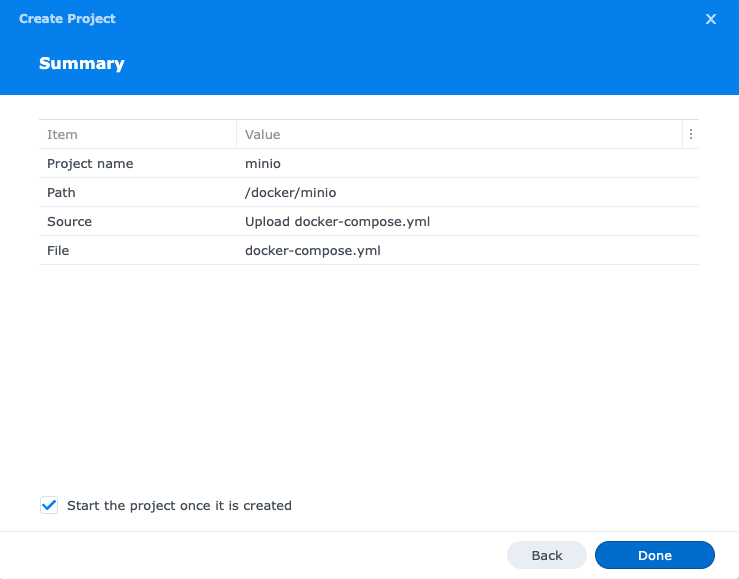 Create Project
X
Summary
Item Value
Project name minio
Path /docker/minio
Source Upload docker-compose.yml
File docker-compose.yml
Start the project once it is created
Back Done